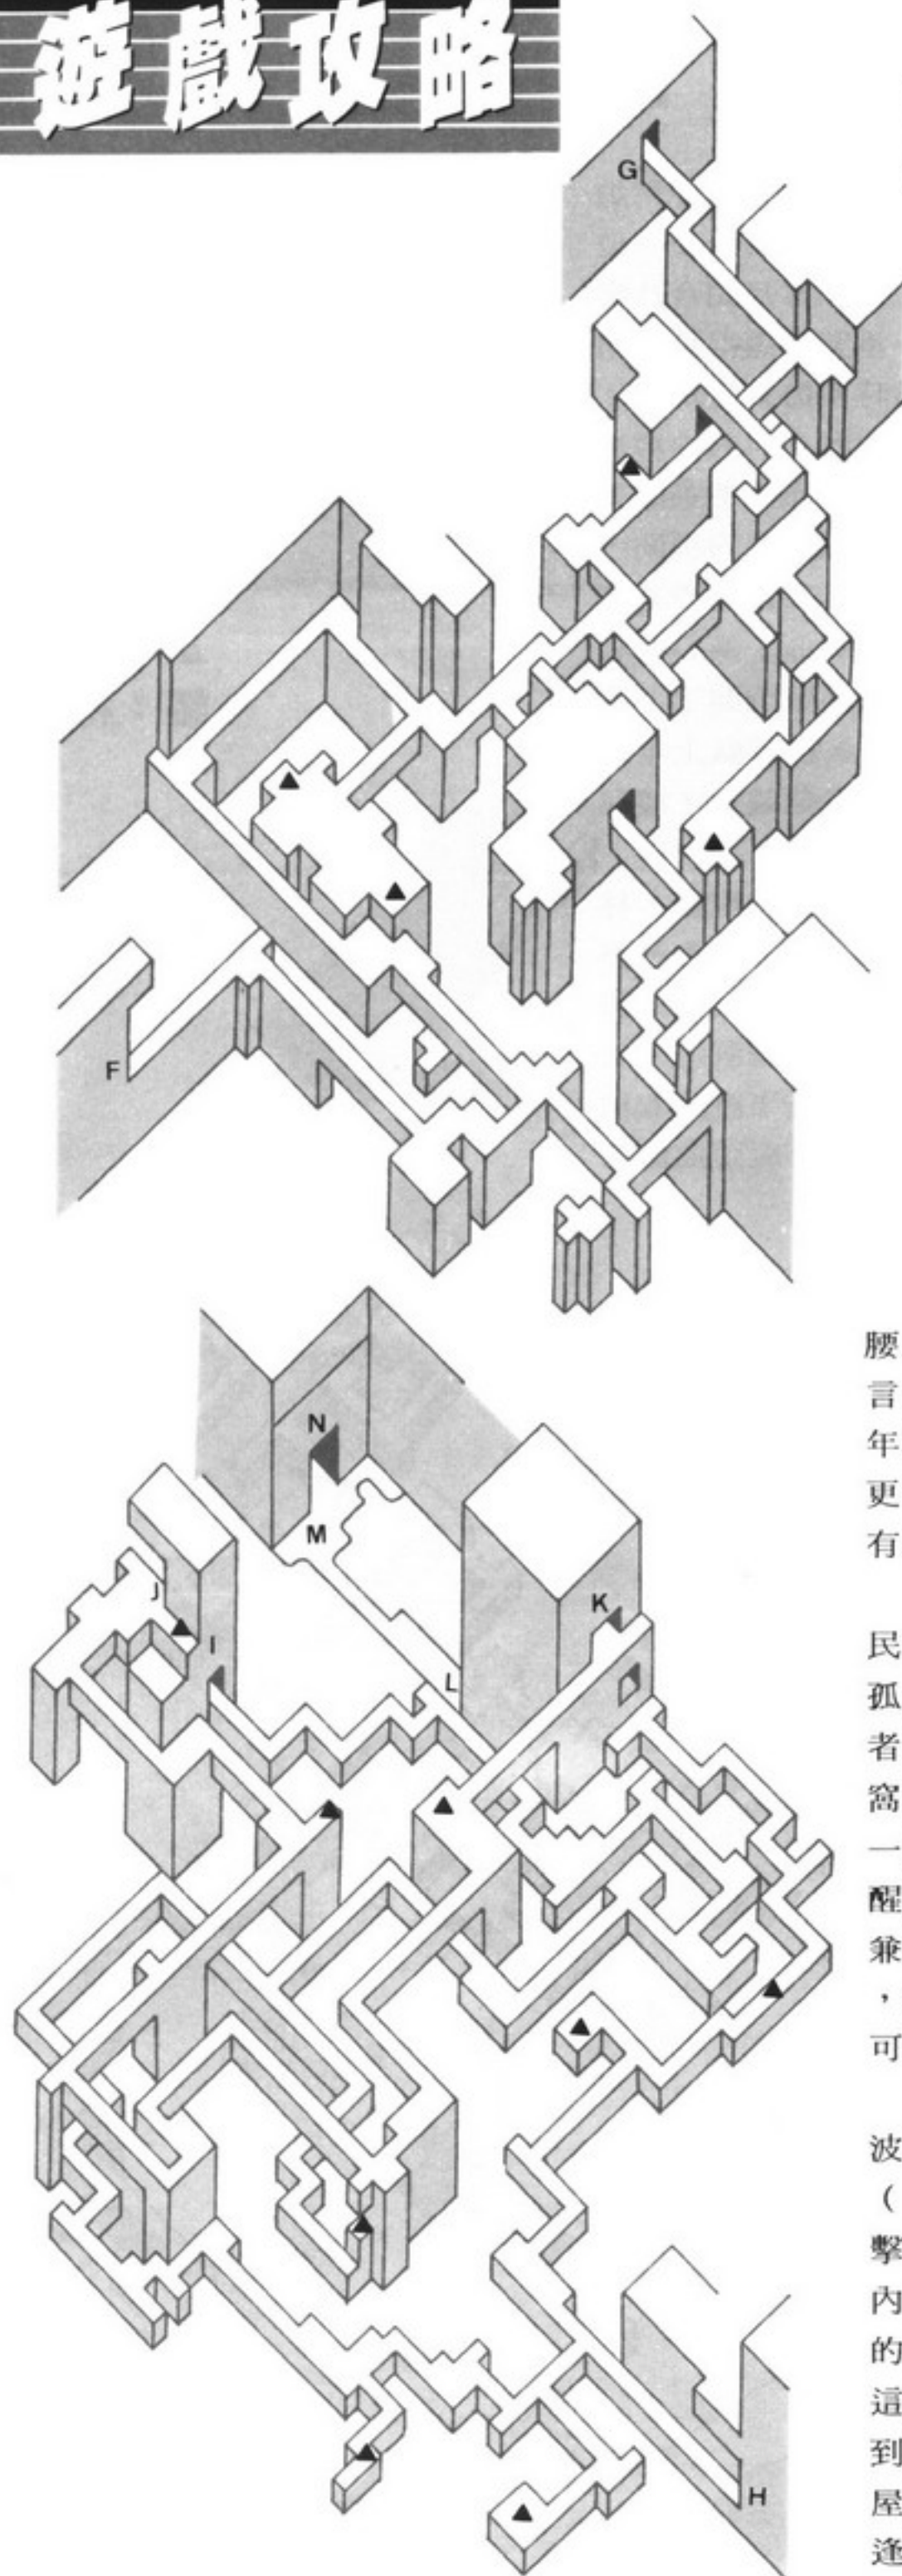 遊戲攻略
G
F
N
M
J
K
I
L
H
腰
言
年
更
有
民
孤
者
窩
一
醒
兼
，
可
波
（
擊
內
的
這
到
屋
逢